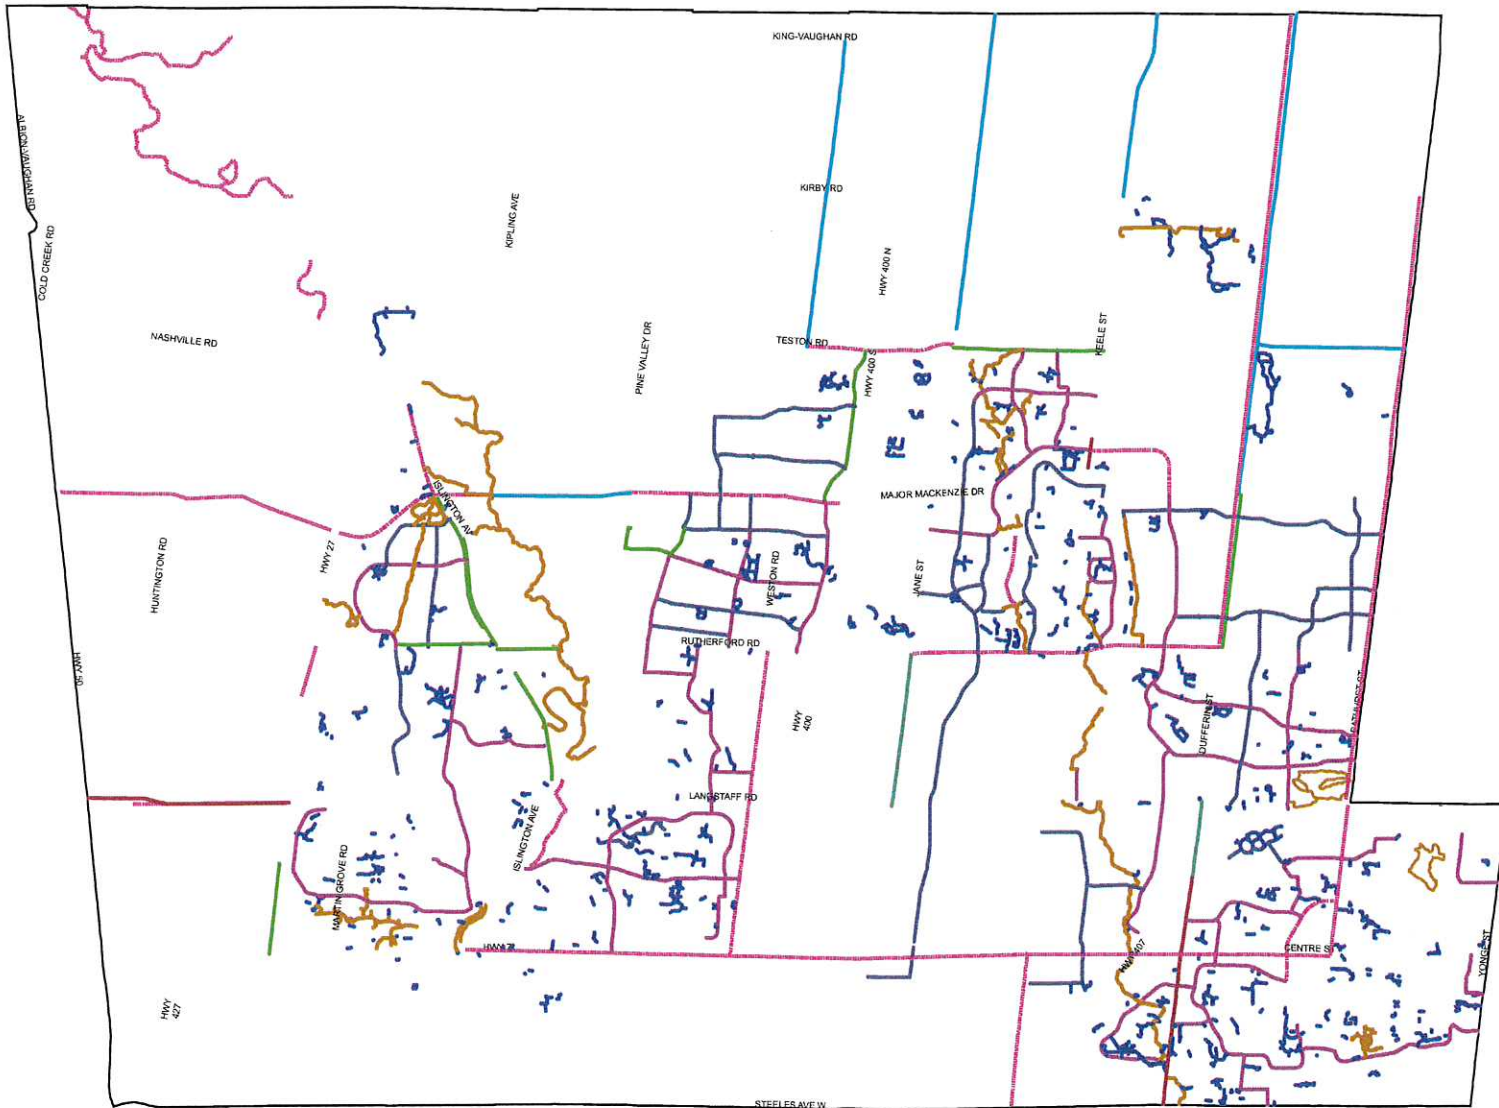 KING-VAUGHAN RD
ALBION-VAUGHAN RD
KIRBY RD
KIPLING AVE
COLD CREEK RD
HWY 400 N
NASHVILLE RD
PINE VALLEY DR
TESTON RD
KEELE ST
HWY 400 S
ISLINGTON AV
MAJOR MACKENZIE DR
HWY 27
HUNTINGTON RD
WESTON RD
JANE ST
RUTHERFORD RD
HWY 50
HWY
400
DUFFERIN ST
BATHURST ST
LANGSTAFF RD
ISLINGTON AVE
MARTIN GROVE RD
HWY 7
HWY 407
CENTRE S
YONGE ST
HWY
427
STEELES AVE W